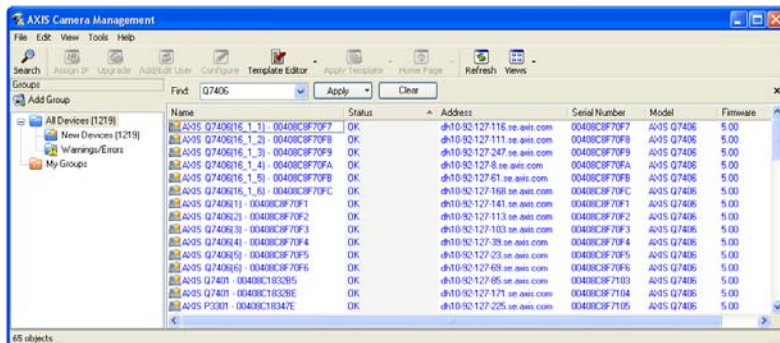 AXIS Camera Management
File Edit View Tools Help
Search Assign IP Upgrade Add/Edit User Configure Template Editor Apply Template Home Page Refresh Views
Groups
Find: Q7406 Apply Clear
Add Group
All Devices (1219)
New Devices (1219)
Warnings/Errors
My Groups
Name Status Address Serial Number Model Firmware
AXIS Q7406(16_1_1) - 00408C8F70F7 OK dh10-92-127-116.se.axis.com 00408C8F70F7 AXIS Q7406 5.00
AXIS Q7406(16_1_2) - 00408C8F70F8 OK dh10-92-127-111.se.axis.com 00408C8F70F8 AXIS Q7406 5.00
AXIS Q7406(16_1_3) - 00408C8F70F9 OK dh10-92-127-247.se.axis.com 00408C8F70F9 AXIS Q7406 5.00
AXIS Q7406(16_1_4) - 00408C8F70FA OK dh10-92-127-8.se.axis.com 00408C8F70FA AXIS Q7406 5.00
AXIS Q7406(16_1_5) - 00408C8F70FB OK dh10-92-127-61.se.axis.com 00408C8F70FB AXIS Q7406 5.00
AXIS Q7406(16_1_6) - 00408C8F70FC OK dh10-92-127-168.se.axis.com 00408C8F70FC AXIS Q7406 5.00
AXIS Q7406(1) - 00408C8F70F1 OK dh10-92-127-141.se.axis.com 00408C8F70F1 AXIS Q7406 5.00
AXIS Q7406(2) - 00408C8F70F2 OK dh10-92-127-113.se.axis.com 00408C8F70F2 AXIS Q7406 5.00
AXIS Q7406(3) - 00408C8F70F3 OK dh10-92-127-103.se.axis.com 00408C8F70F3 AXIS Q7406 5.00
AXIS Q7406(4) - 00408C8F70F4 OK dh10-92-127-39.se.axis.com 00408C8F70F4 AXIS Q7406 5.00
AXIS Q7406(5) - 00408C8F70F5 OK dh10-92-127-23.se.axis.com 00408C8F70F5 AXIS Q7406 5.00
AXIS Q7406(6) - 00408C8F70F6 OK dh10-92-127-69.se.axis.com 00408C8F70F6 AXIS Q7406 5.00
AXIS Q7401 - 00408C1832B5 OK dh10-92-127-85.se.axis.com 00408C8F7103 AXIS Q7406 5.00
AXIS Q7401 - 00408C1832BE OK dh10-92-127-171.se.axis.com 00408C8F7104 AXIS Q7406 5.00
AXIS P3301 - 00408C18347E OK dh10-92-127-225.se.axis.com 00408C8F7105 AXIS Q7406 5.00
65 objects